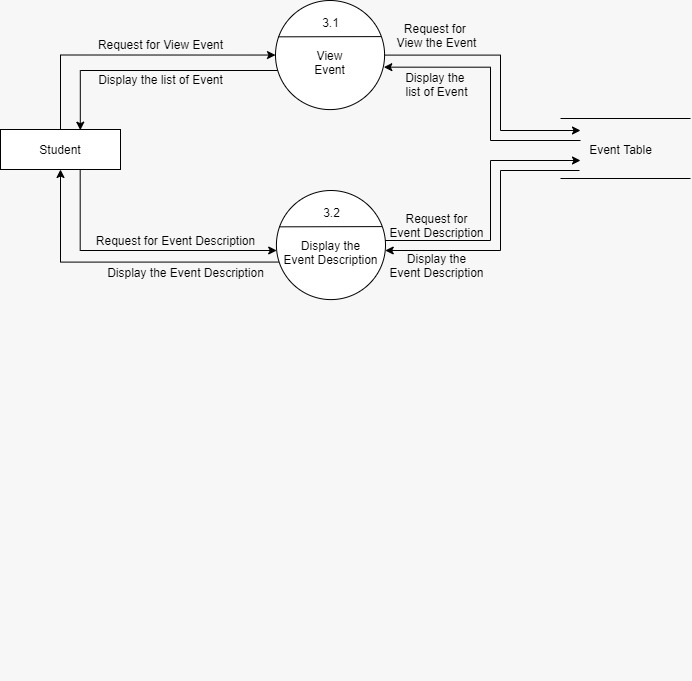 3.1
View
Event
Request for View Event
Display the list of Event
Request for
View the Event
Display the
list of Event
Student
Event Table
3.2
Display the
Event Description
Request for Event Description
Display the Event Description
Request for
Event Description
Display the
Event Description